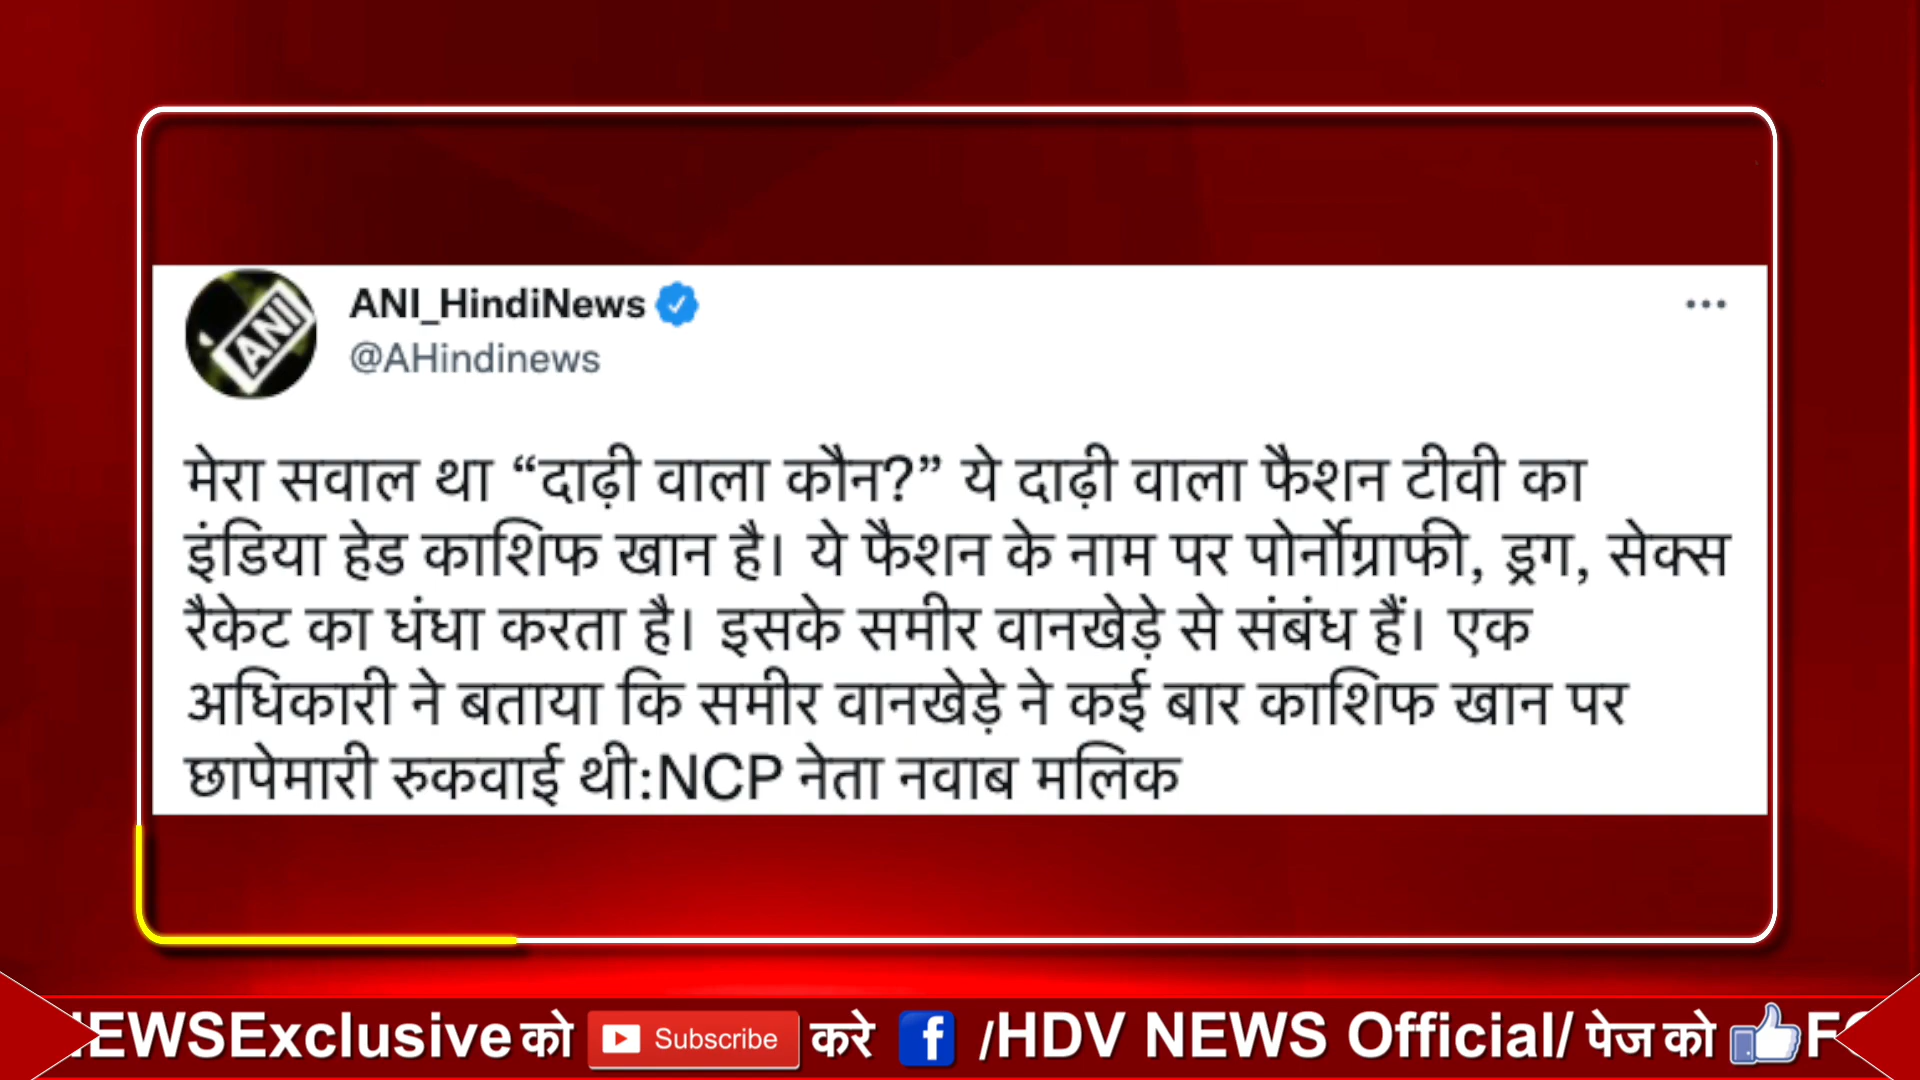 ANI_HindiNews
@AHindinews
मेरा सवाल था “दाढ़ी वाला कौन?” ये दाढ़ी वाला फैशन टीवी का
इंडिया हेड काशिफ खान है। ये फैशन के नाम पर पोर्नोग्राफी, ड्रग, सेक्स
रैकेट का धंधा करता है। इसके समीर वानखेड़े से संबंध हैं। एक
अधिकारी ने बताया कि समीर वानखेड़े ने कई बार काशिफ खान पर
छापेमारी रुकवाई थी:NCP नेता नवाब मलिक
ANI
EWSExclusive को Subscribe करे f /HDV NEWS Official/ पेज को